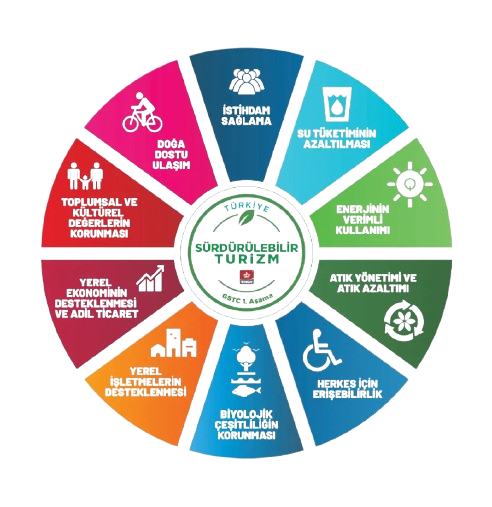 İSTİHDAM
SAĞLAMA
SU TÜKETİMİNİN
AZALTILMASI
ENERJİNİN
VERİMLİ
KULLANIMI
ATIK YÖNETİMİ VE
ATIK AZALTIMI
HERKES İÇİN
ERİŞEBİLİRLİK
BİYOLOJİK
ÇEŞİTLİLİĞİN
KORUNMASI
YEREL
İŞLETMELERİN
DESTEKLENMESİ
YEREL
EKONOMİNİN
DESTEKLENMESİ
VE ADİL TİCARET
TOPLUMSAL VE
KÜLTÜREL
DEĞERLERİN
KORUNMASI
DOĞA
DOSTU
ULAŞIM
TÜRKİYE
SÜRDÜRÜLEBİLİR
TURİZM
GSTC 1. Aşama